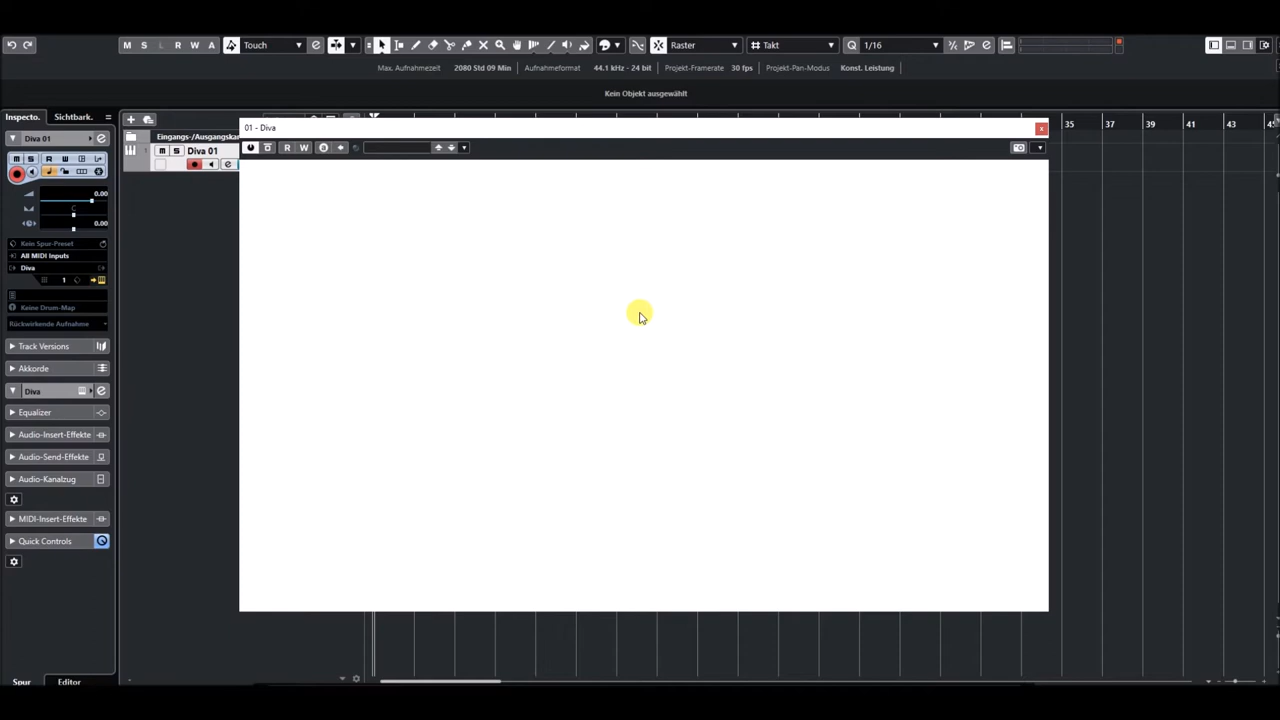 M S L R W A Touch Raster Takt Q 1/16
Max. Aufnahmezeit 2080 Std 09 Min Aufnahmeformat 44.1 kHz - 24 bit Projekt-Framerate 30 fps Projekt-Pan-Modus Konst. Leistung
Kein Objekt ausgewählt
Inspecto. Sichtbark.
Diva 01
M S
R W
0.00
C
0.00
Kein Spur-Preset
All MIDI Inputs
Diva
1
Keine Drum-Map
Rückwirkende Aufnahme
Track Versions
Akkorde
Diva
Equalizer
Audio-Insert-Effekte
Audio-Send-Effekte
Audio-Kanalzug
MIDI-Insert-Effekte
Quick Controls
Spur Editor
Eingangs-/Ausgangska
1 M S Diva 01
01 - Diva
R W
35 37 39 41 43 45